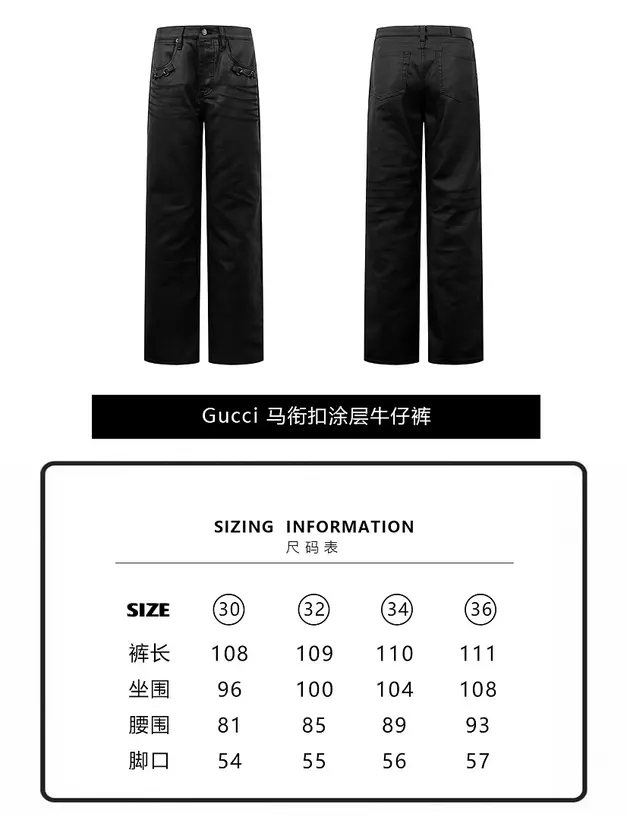 Gucci 马衔扣涂层牛仔裤
SIZING INFORMATION
尺码表
SIZE 30 32 34 36
裤长 108 109 110 111
坐围 96 100 104 108
腰围 81 85 89 93
脚口 54 55 56 57